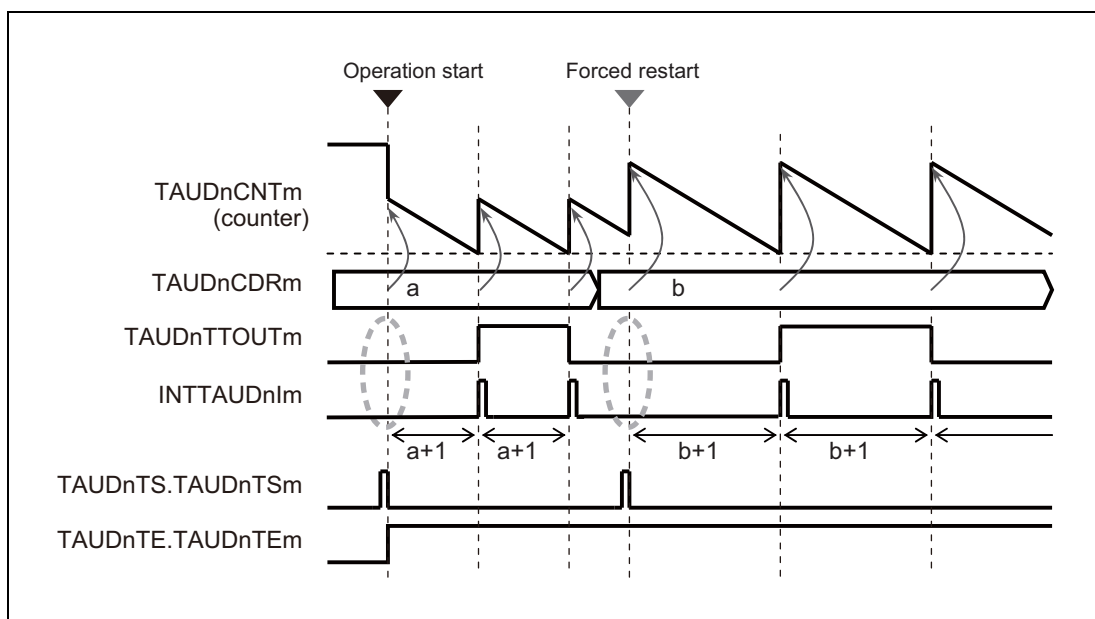 Operation start
Forced restart
TAUDnCNTm
(counter)
TAUDnCDRm
a
b
TAUDnTTOUTm
INTTAUDnIm
a+1
a+1
b+1
b+1
TAUDnTS.TAUDnTSm
TAUDnTE.TAUDnTEm